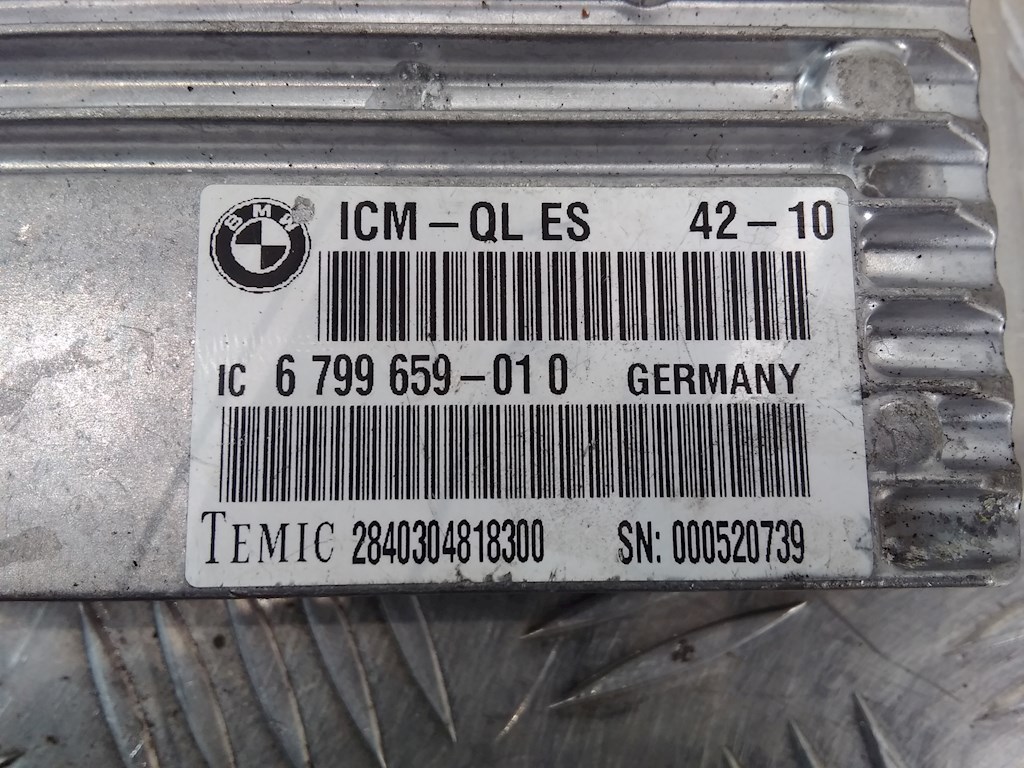 BMW
ICM – QL ES 42 – 10
IC 6 799 659 – 01 0 GERMANY
TEMIC 2840304818300 SN: 000520739